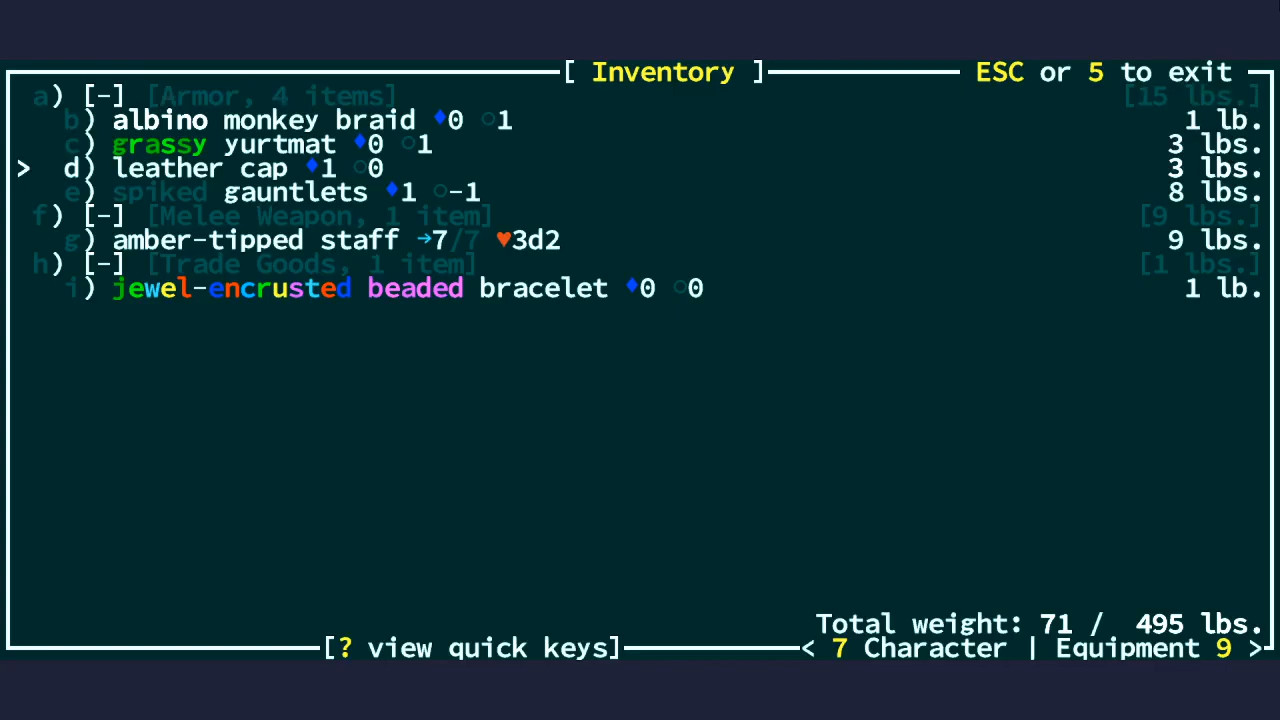 [ Inventory ] ESC or 5 to exit
a) [-] [Armor, 4 items] [15 lbs.]
b) albino monkey braid ♦0 ○1 1 lb.
c) grassy yurtmat ♦0 ○1 3 lbs.
> d) leather cap ♦1 ○0 3 lbs.
e) spiked gauntlets ♦1 ○-1 8 lbs.
f) [-] [Melee Weapon, 1 item] [9 lbs.]
g) amber-tipped staff →7/7 ♥3d2 9 lbs.
h) [-] [Trade Goods, 1 item] [1 lbs.]
i) jewel-encrusted beaded bracelet ♦0 ○0 1 lb.
Total weight: 71 / 495 lbs.
[? view quick keys] < 7 Character | Equipment 9 >